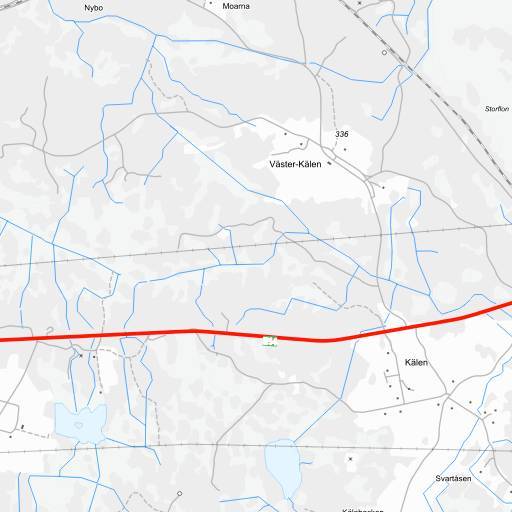 Nybo
Moarna
Storflon
336
Väster-Kälen
Kälen
Svartåsen